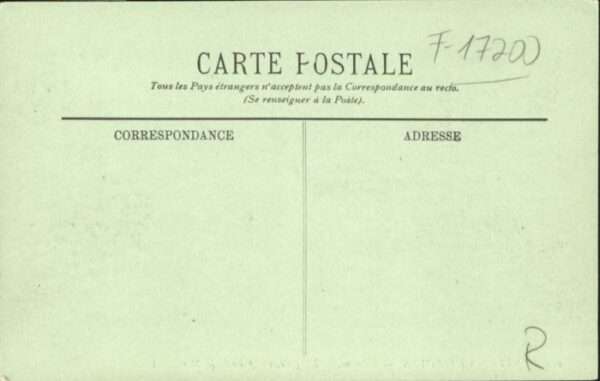 F-17200
CARTE POSTALE
Tous les Pays étrangers n'acceptent pas la Correspondance au recto.
(Se renseigner à la Poste).
CORRESPONDANCE ADRESSE
R